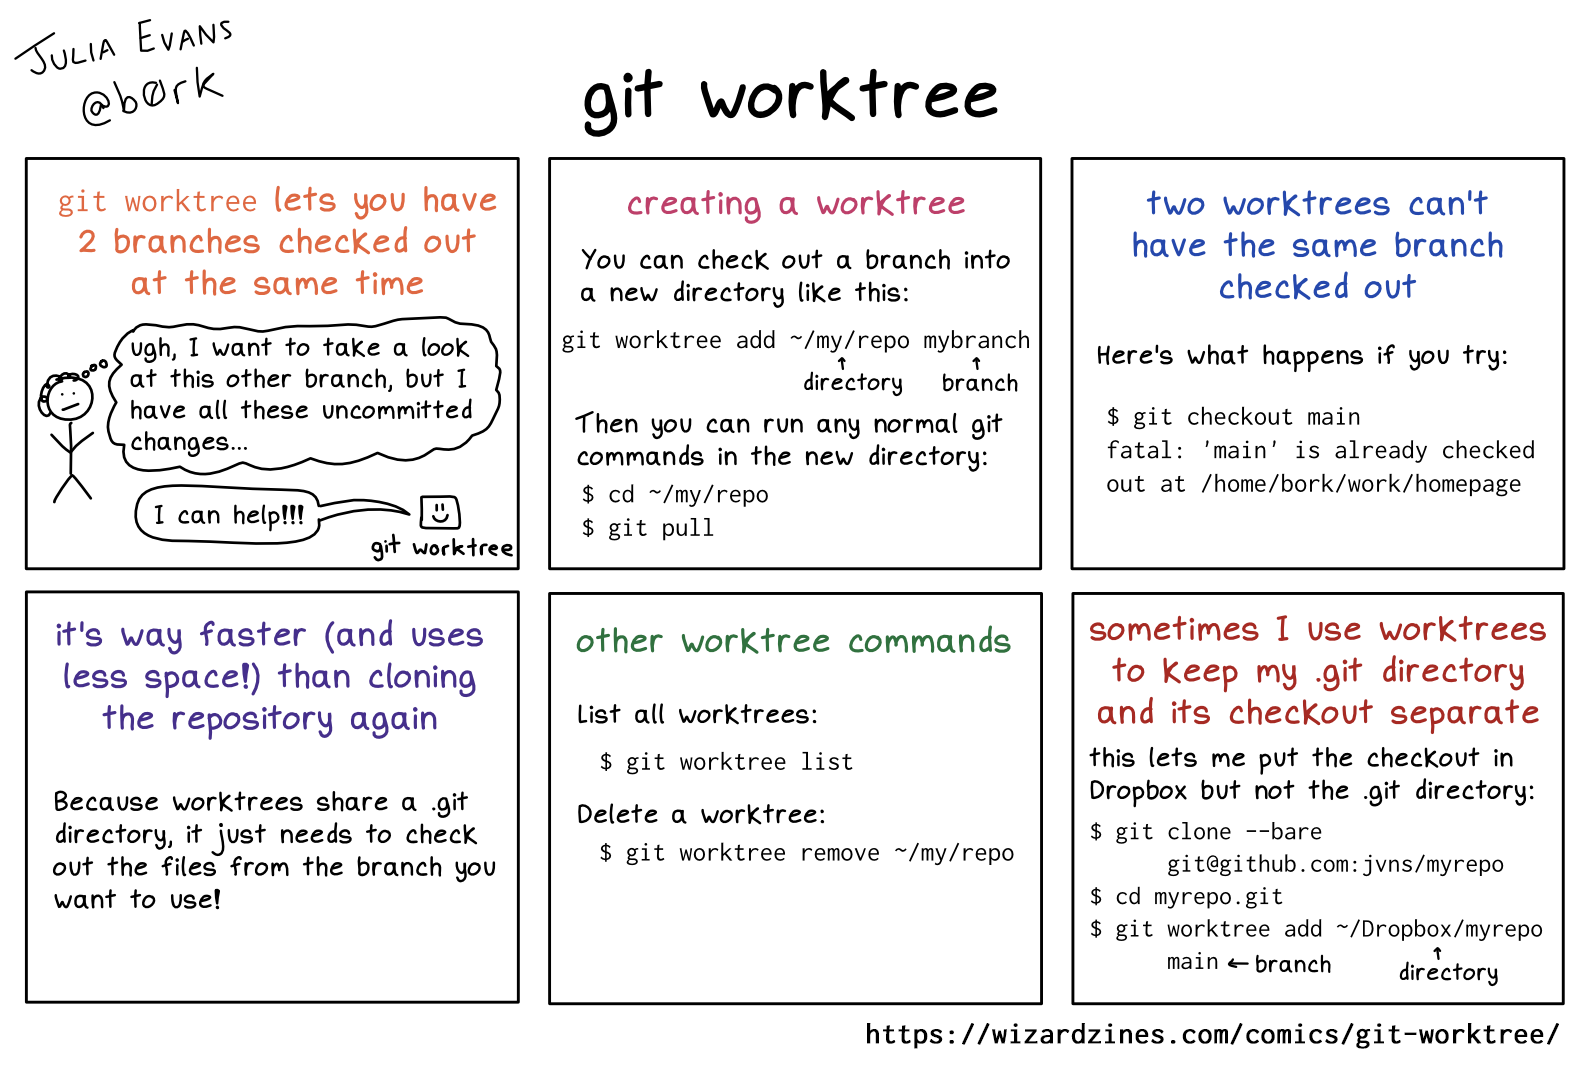 JULIA EVANS
@b0rk
git worktree
git worktree lets you have
2 branches checked out
at the same time
ugh, I want to take a look
at this other branch, but I
have all these uncommitted
changes...
I can help!!!
git worktree
creating a worktree
You can check out a branch into
a new directory like this:
git worktree add ~/my/repo mybranch
↑ ↑
directory branch
Then you can run any normal git
commands in the new directory:
$ cd ~/my/repo
$ git pull
two worktrees can't
have the same branch
checked out
Here's what happens if you try:
$ git checkout main
fatal: 'main' is already checked
out at /home/bork/work/homepage
it's way faster (and uses
less space!) than cloning
the repository again
Because worktrees share a .git
directory, it just needs to check
out the files from the branch you
want to use!
other worktree commands
List all worktrees:
$ git worktree list
Delete a worktree:
$ git worktree remove ~/my/repo
sometimes I use worktrees
to keep my .git directory
and its checkout separate
this lets me put the checkout in
Dropbox but not the .git directory:
$ git clone --bare
git@github.com:jvns/myrepo
$ cd myrepo.git
$ git worktree add ~/Dropbox/myrepo
main ← branch ↑ directory
https://wizardzines.com/comics/git-worktree/